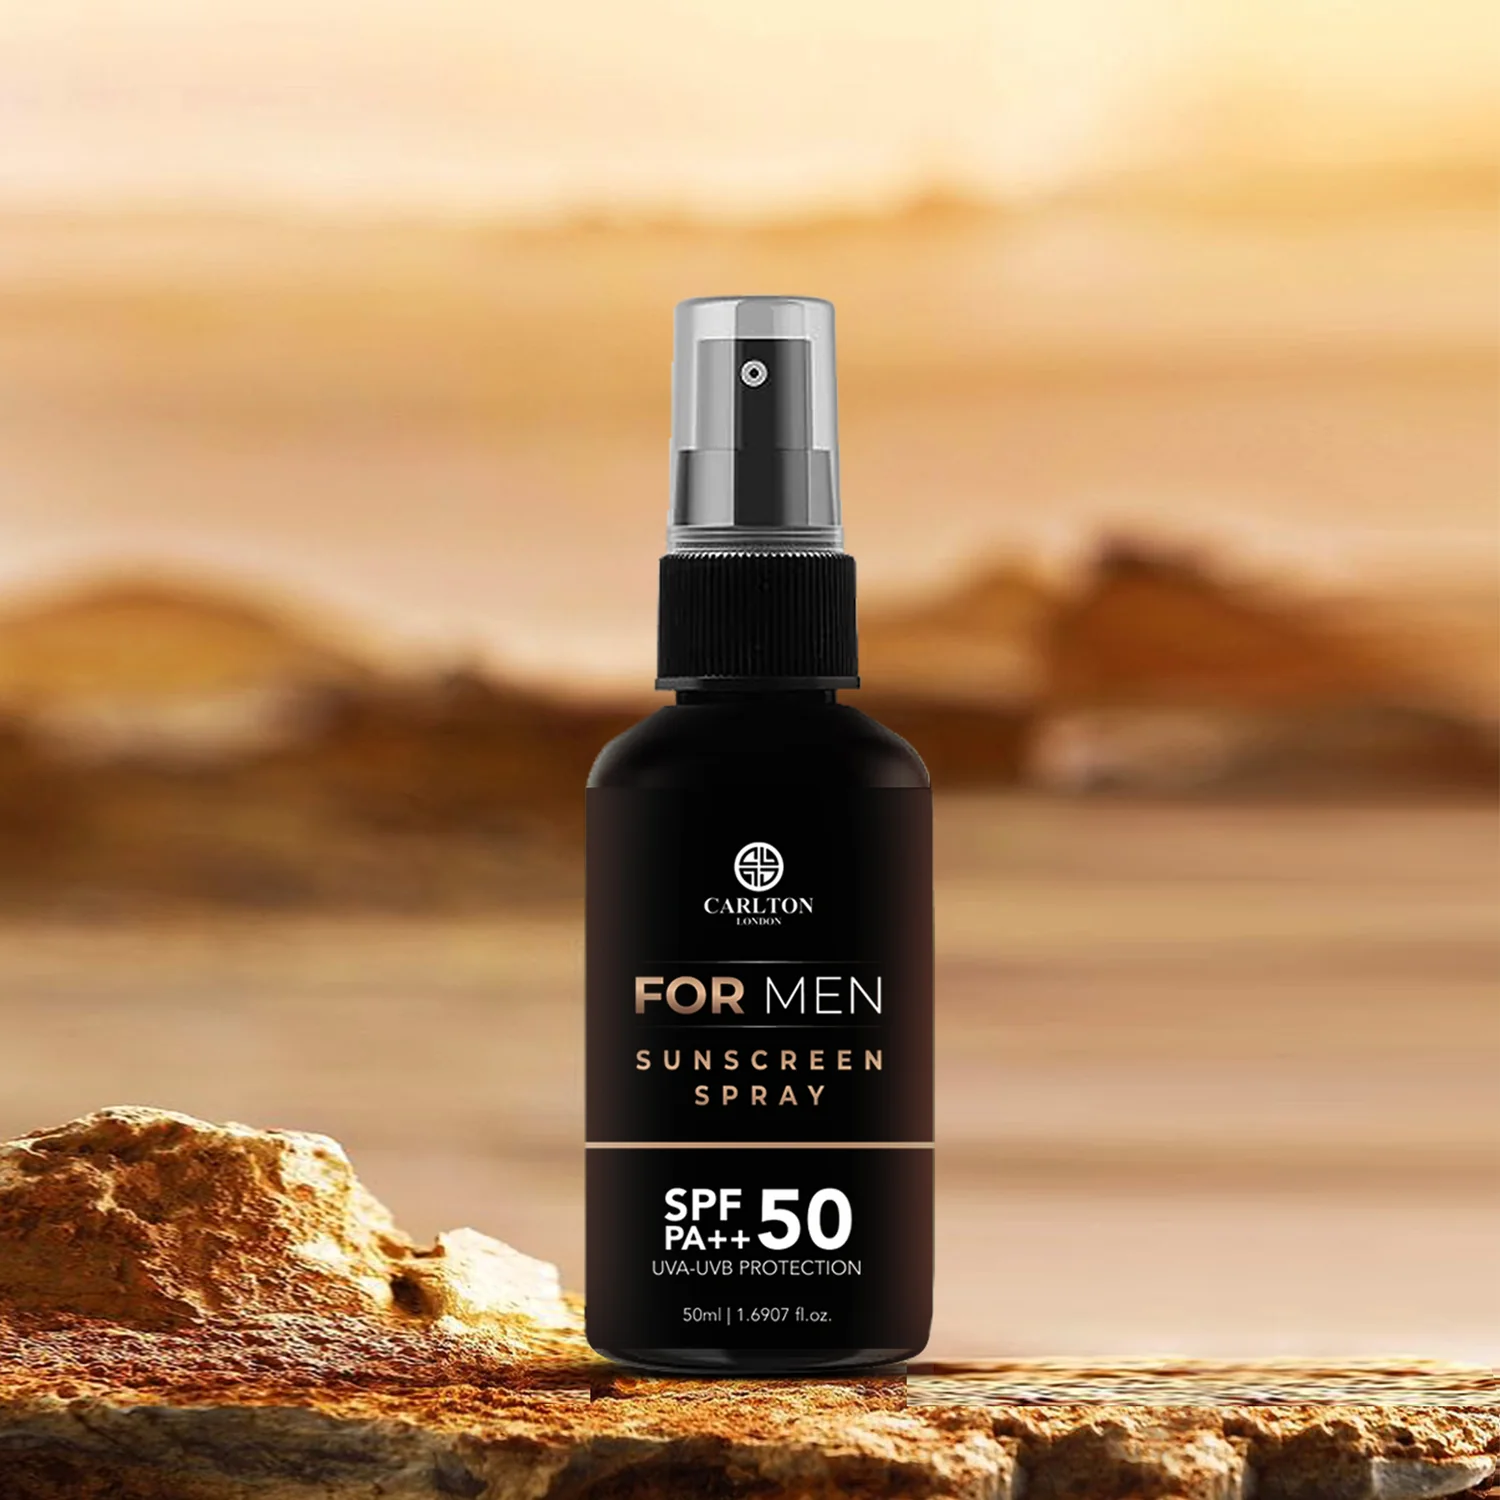 CARLTON
LONDON
FOR MEN
SUNSCREEN
SPRAY
SPF 50
PA++
UVA-UVB PROTECTION
50ml | 1.6907 fl.oz.